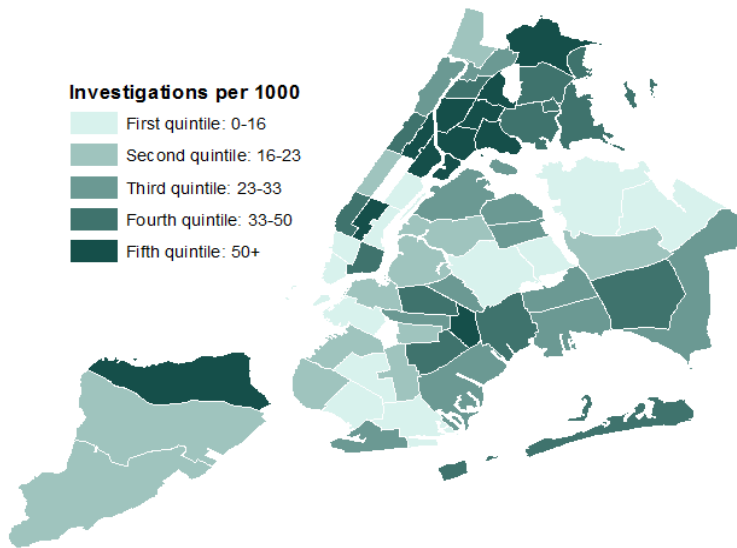 Investigations per 1000
First quintile: 0-16
Second quintile: 16-23
Third quintile: 23-33
Fourth quintile: 33-50
Fifth quintile: 50+